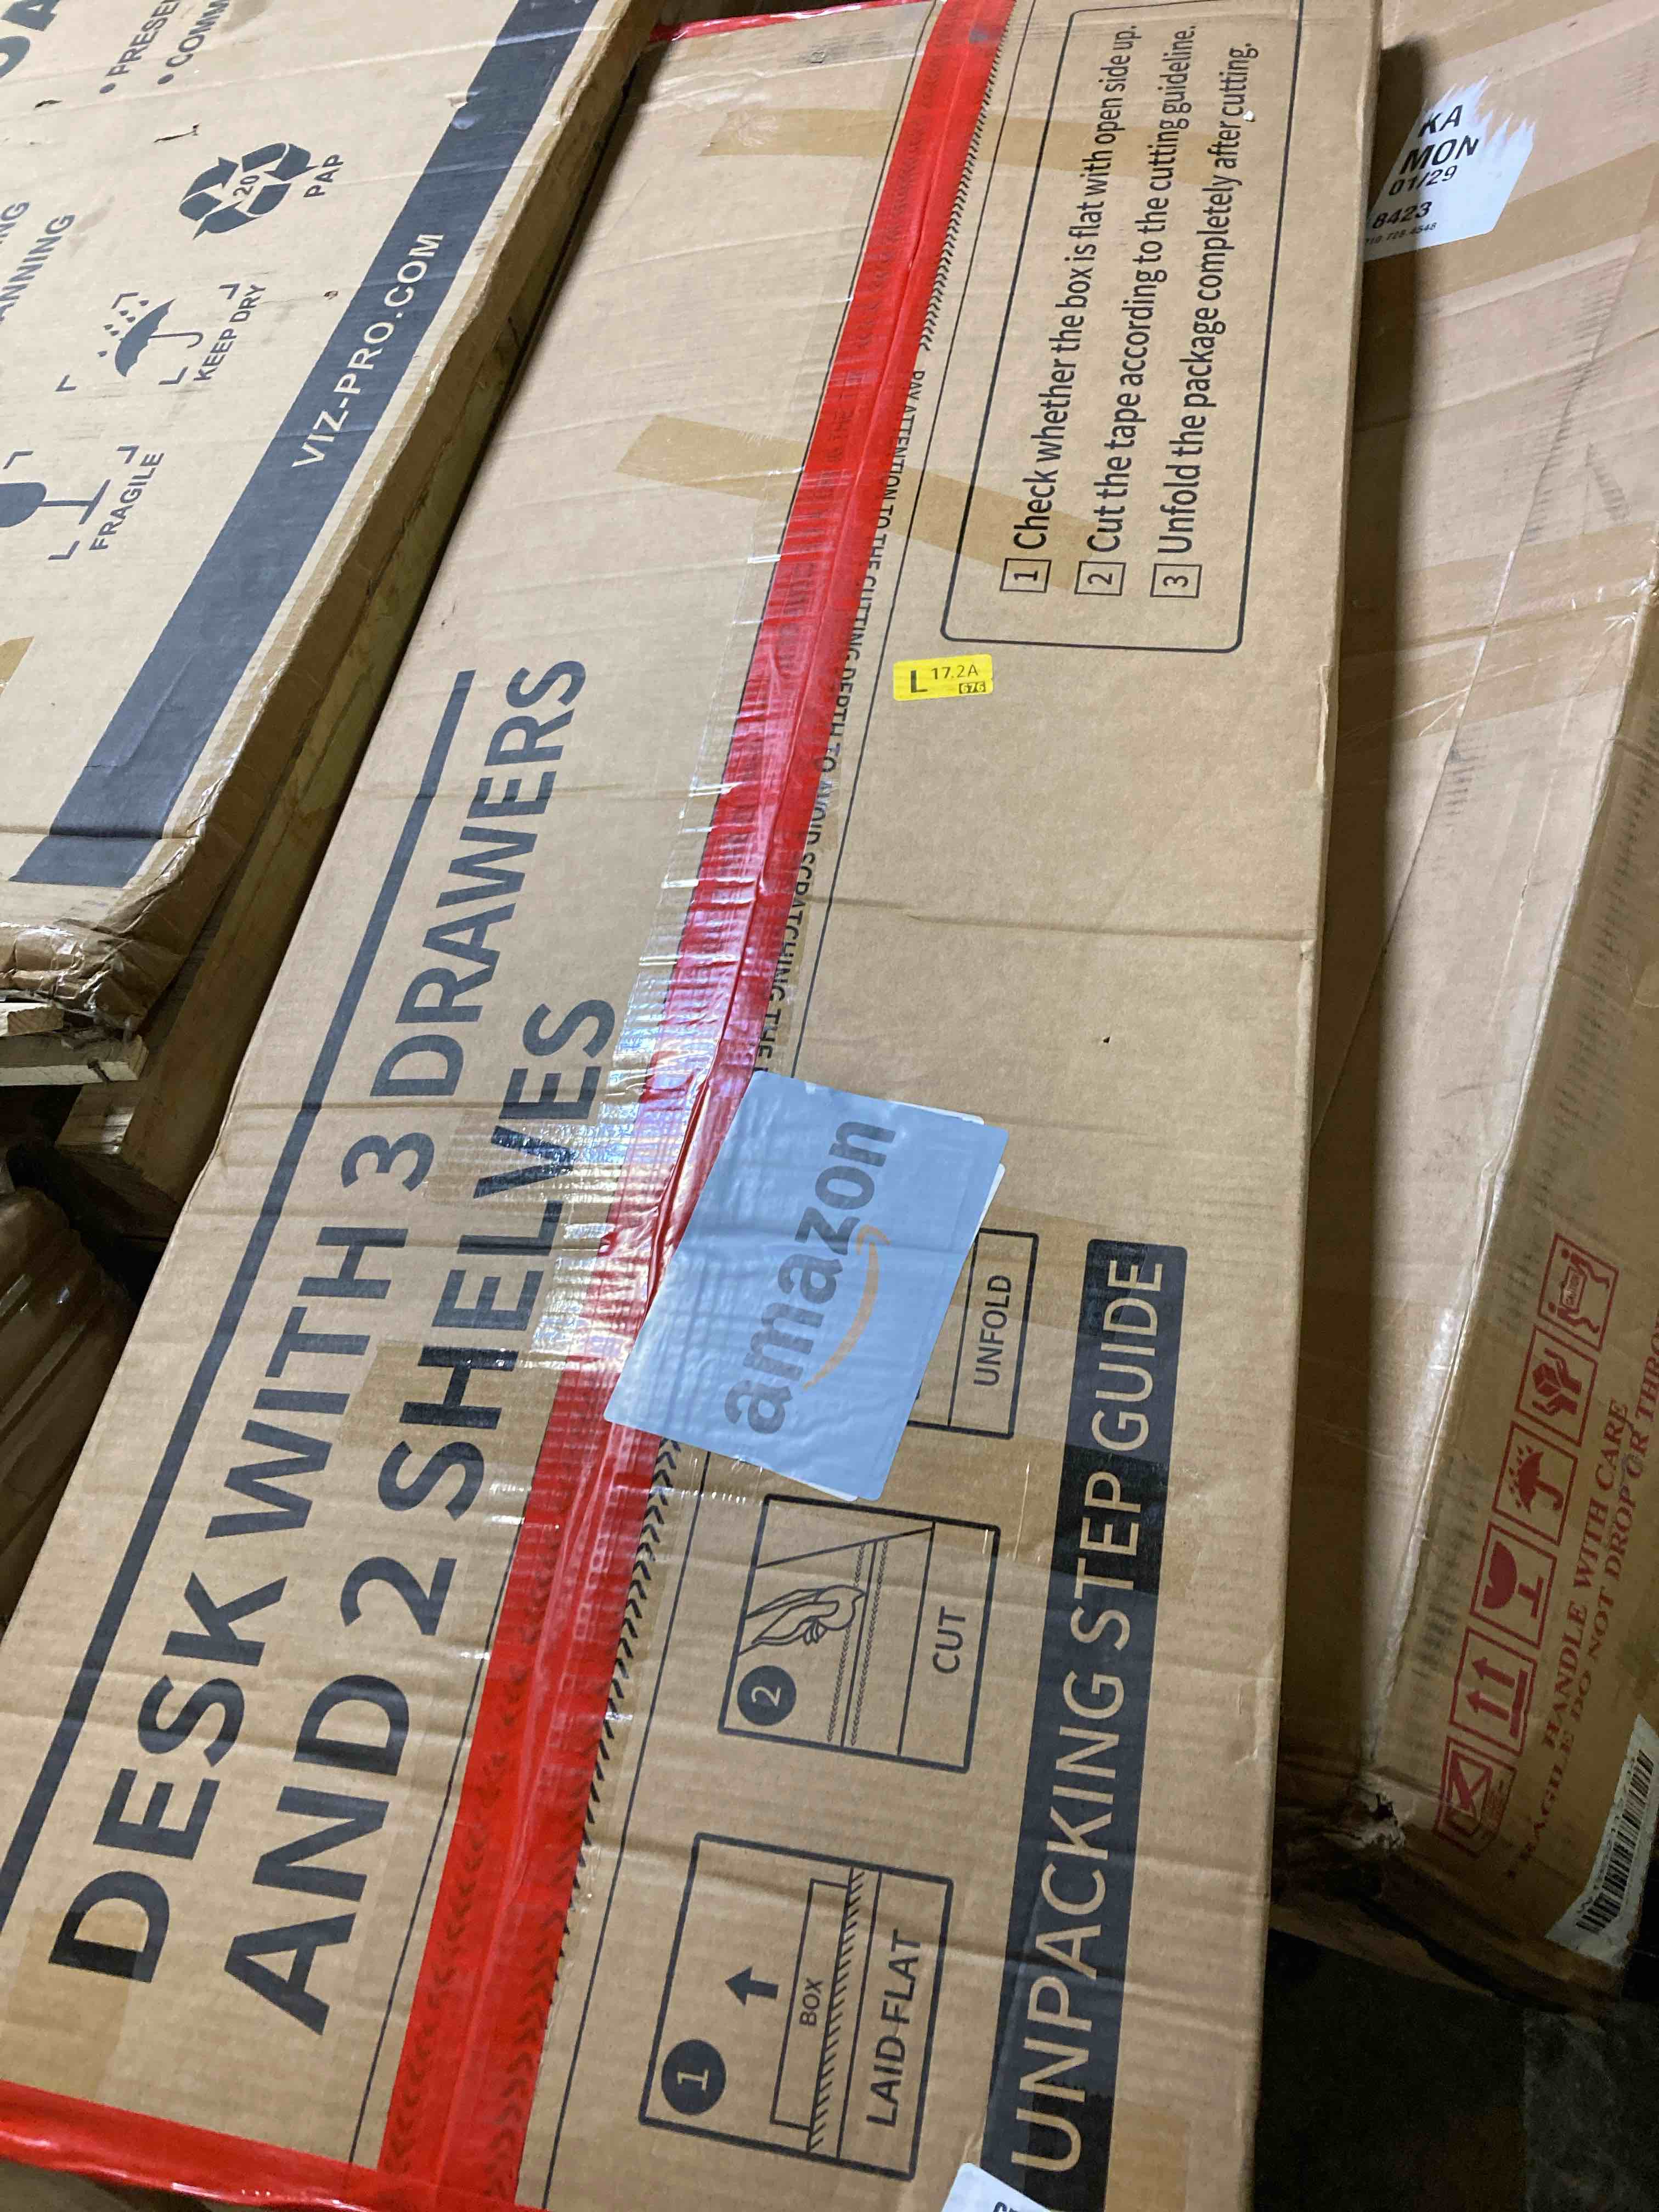 DESK WITH 3 DRAWERS
AND 2 SHELVES
PAY ATTENTION TO THE CUTTING DEPTH TO AVOID SCRATCHING THE
1 Check whether the box is flat with open side up.
2 Cut the tape according to the cutting guideline.
3 Unfold the package completely after cutting.
L 17.2A
676
amazon
1
BOX
LAID FLAT
2
CUT
UNFOLD
UNPACKING STEP GUIDE
VIZ-PRO.COM
FRAGILE
KEEP DRY
20
PAP
KA
MON
01/29
8423
HANDLE WITH CARE
FRAGILE DO NOT DROP OR THROW